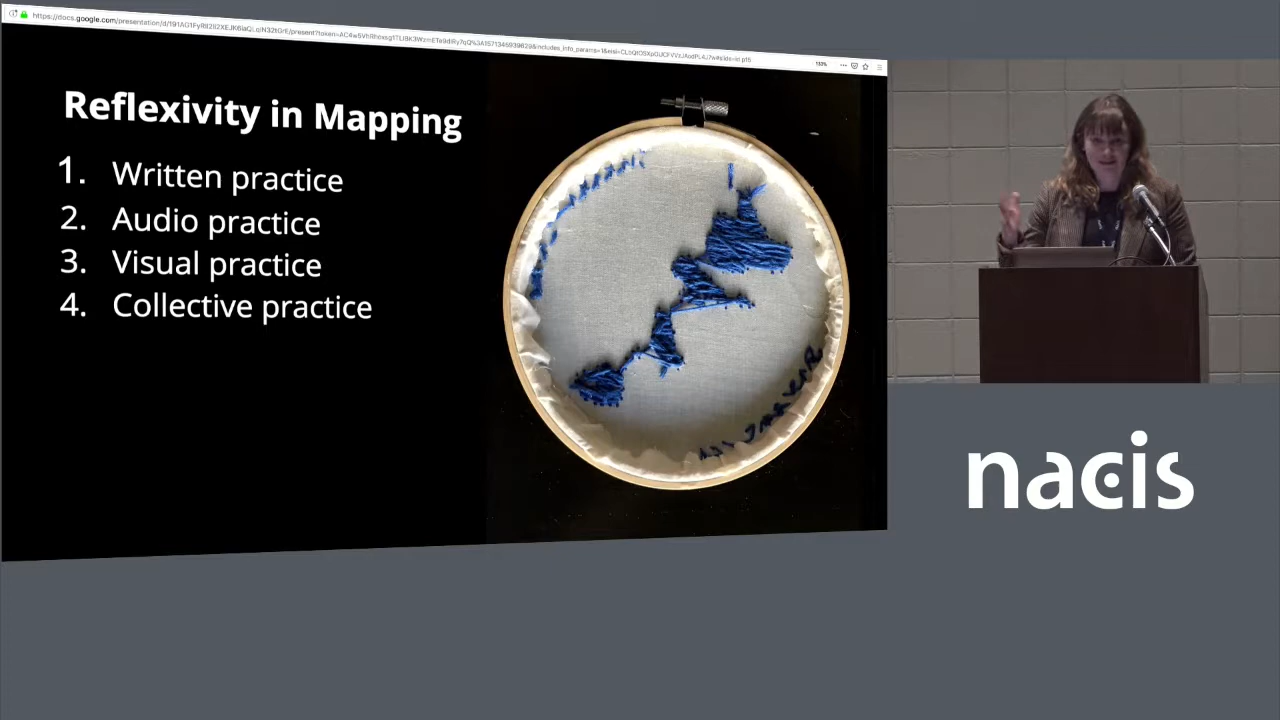 Reflexivity in Mapping
1. Written practice
2. Audio practice
3. Visual practice
4. Collective practice
nacis